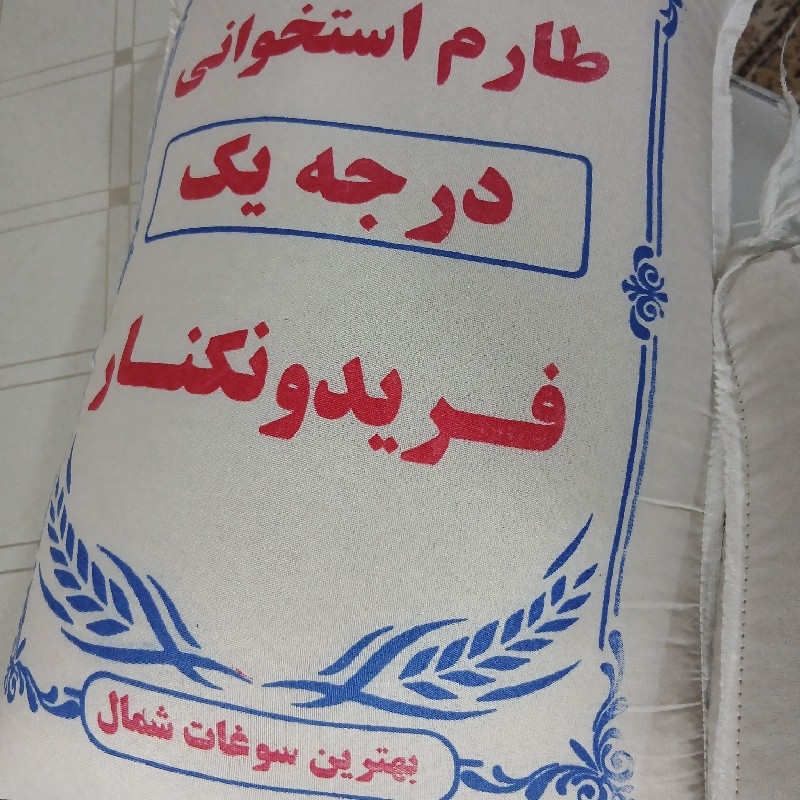 طارم استخوانی
درجه یک
فریدونکنار
بهترین سوغات شمال